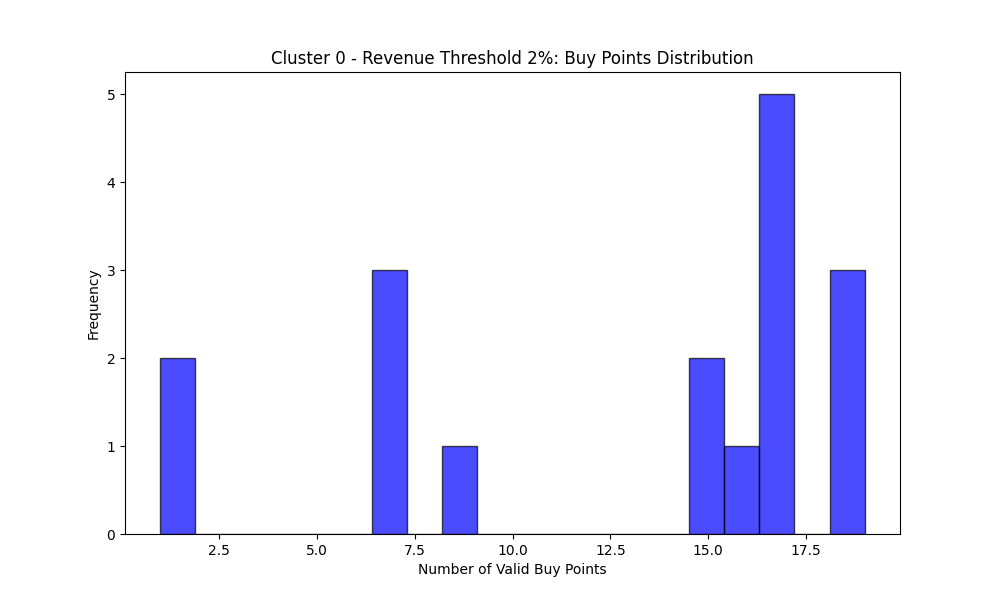 Cluster 0 - Revenue Threshold 2%: Buy Points Distribution
Frequency
5
4
3
2
1
0
2.5 5.0 7.5 10.0 12.5 15.0 17.5
Number of Valid Buy Points